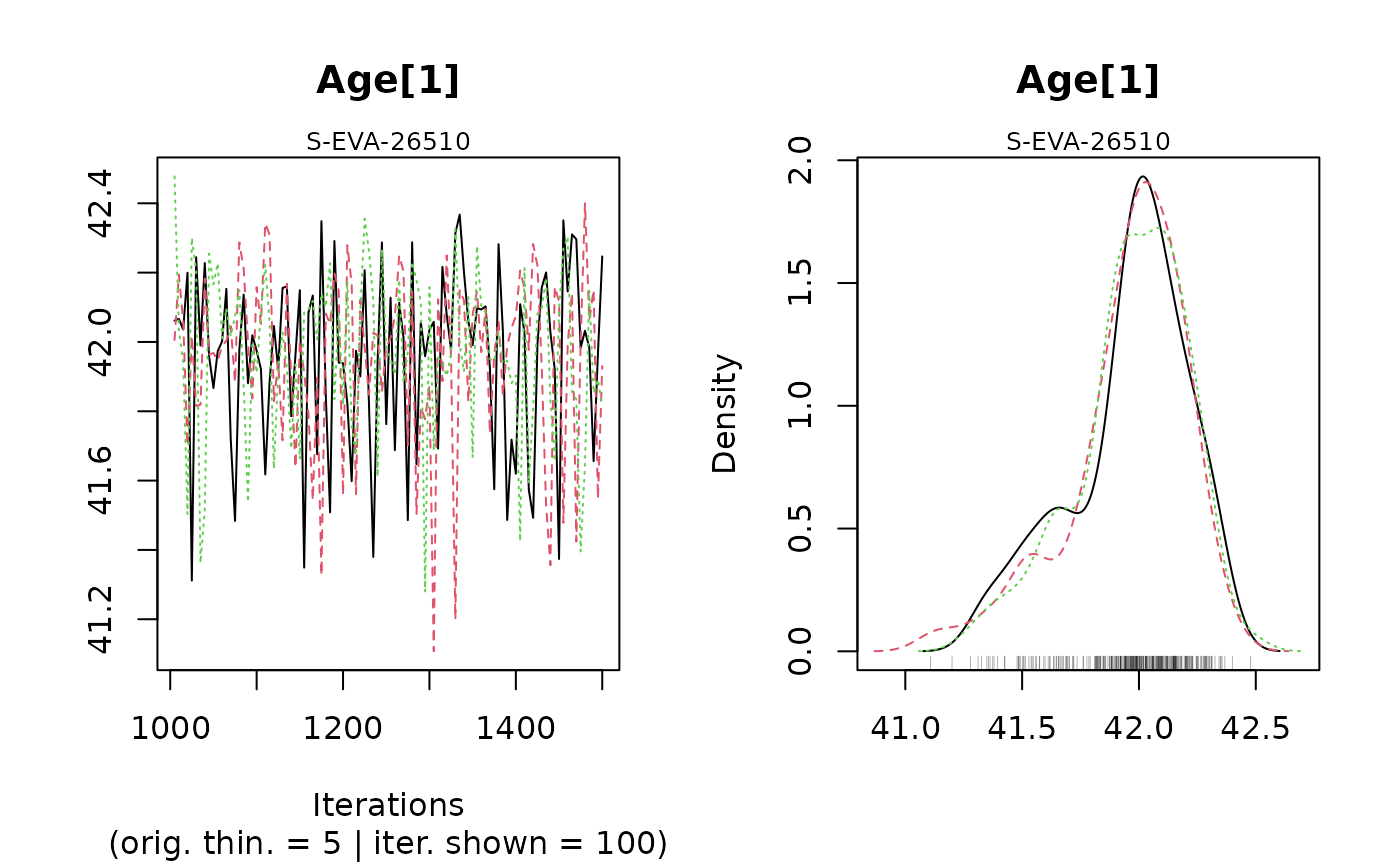 Age[1]
S-EVA-26510
41.2 41.6 42.0 42.4
1000 1200 1400
Iterations
(orig. thin. = 5 | iter. shown = 100)
Age[1]
S-EVA-26510
Density
0.0 0.5 1.0 1.5 2.0
41.0 41.5 42.0 42.5